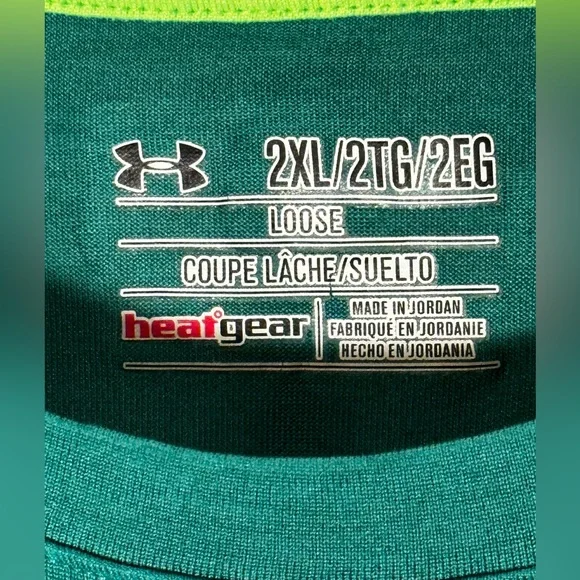 2XL/2TG/2EG
LOOSE
COUPE LÂCHE/SUELTO
heatgear
MADE IN JORDAN
FABRIQUÉ EN JORDANIE
HECHO EN JORDANIA